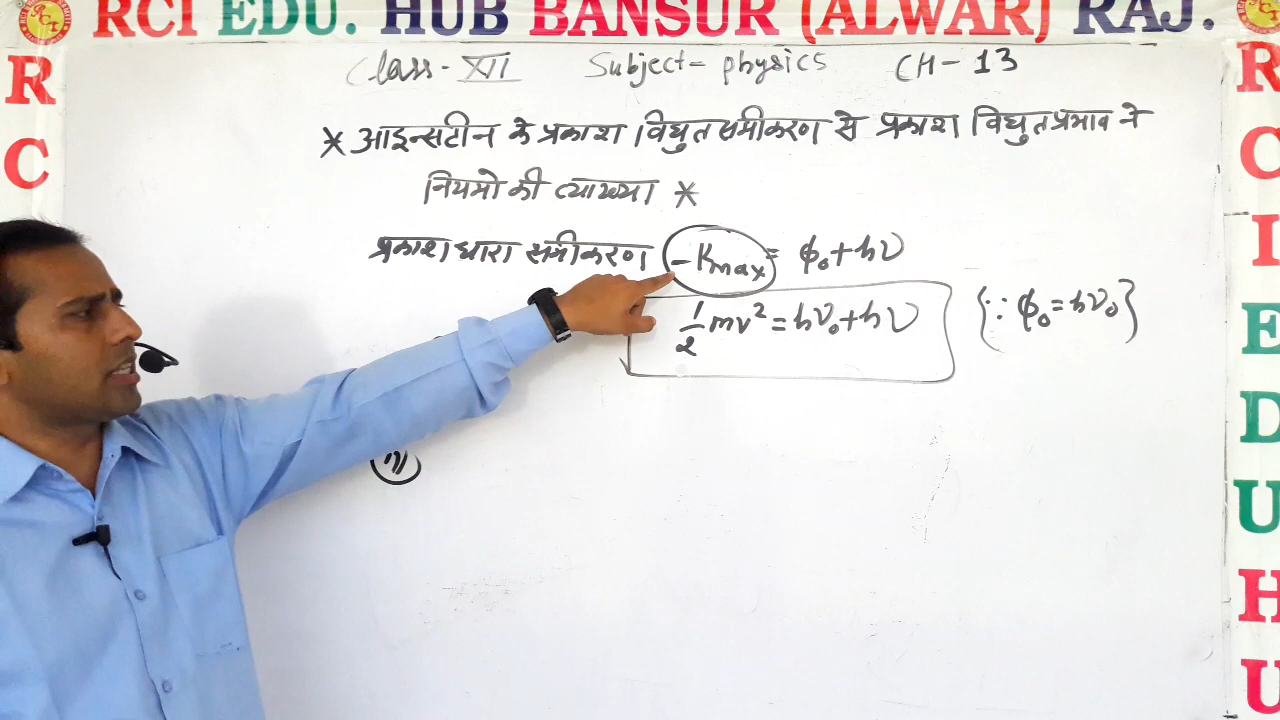 RCI EDU. HUB BANSUR (ALWAR) RAJ.
Class - XII Subject - physics CH - 13
* आइन्सटीन के प्रकाश विद्युत समीकरण से प्रकाश विद्युत प्रभाव ने
नियमो की व्याख्या *
प्रकाश धारा समीकरण - Kmax = ϕ₀ + hν
½mv² = hν₀ + hν {∵ ϕ₀ = hν₀}
R
C
R
C
I
E
D
U
H
U